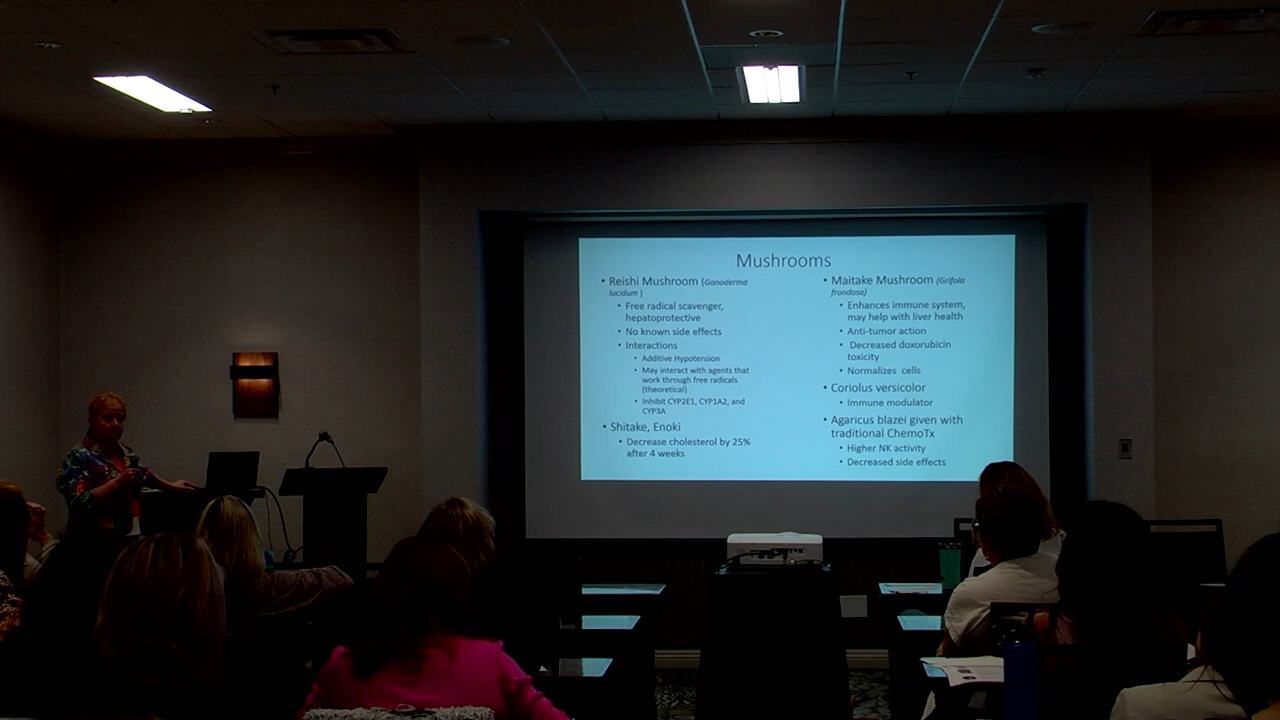 Mushrooms
• Reishi Mushroom (Ganoderma
lucidum )
• Free radical scavenger,
hepatoprotective
• No known side effects
• Interactions
• Additive Hypotension
• May interact with agents that
work through free radicals
(theoretical)
• Inhibit CYP2E1, CYP1A2, and
CYP3A
• Shitake, Enoki
• Decrease cholesterol by 25%
after 4 weeks
• Maitake Mushroom (Grifola
frondosa)
• Enhances immune system,
may help with liver health
• Anti-tumor action
• Decreased doxorubicin
toxicity
• Normalizes cells
• Coriolus versicolor
• Immune modulator
• Agaricus blazei given with
traditional ChemoTx
• Higher NK activity
• Decreased side effects